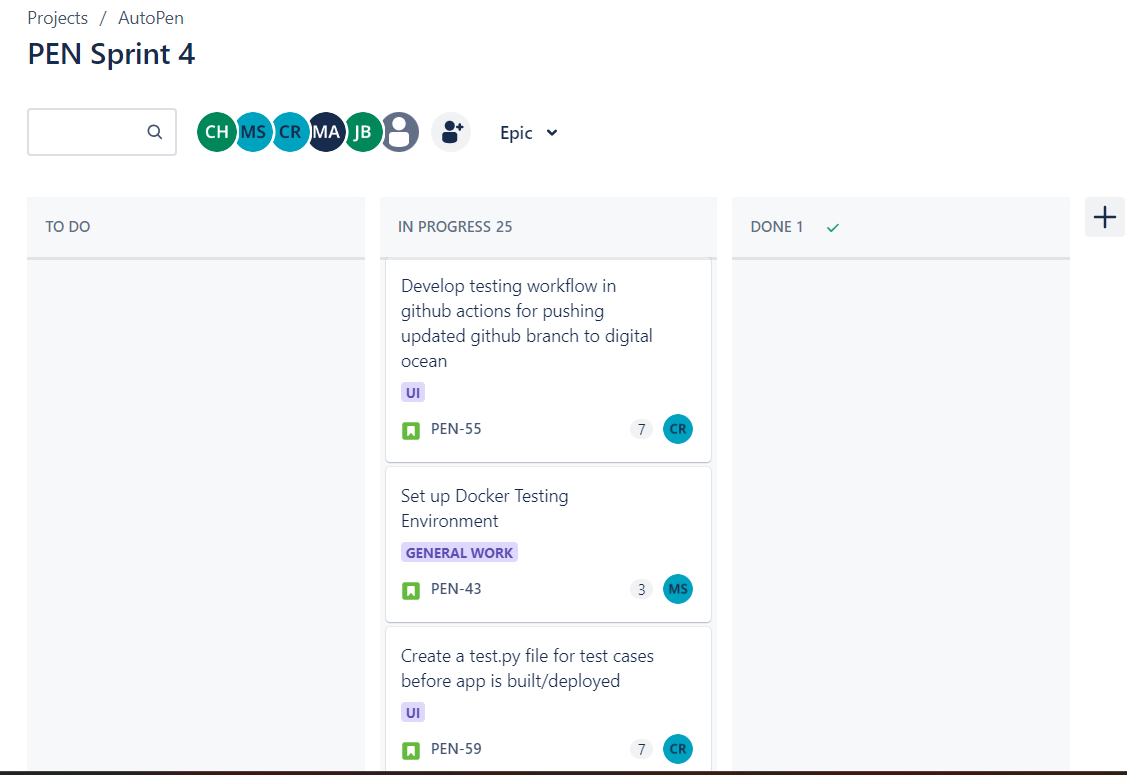 Projects / AutoPen
PEN Sprint 4
CH MS CR MA JB
Epic
TO DO
IN PROGRESS 25
DONE 1
Develop testing workflow in
github actions for pushing
updated github branch to digital
ocean
UI
PEN-55 7 CR
Set up Docker Testing
Environment
GENERAL WORK
PEN-43 3 MS
Create a test.py file for test cases
before app is built/deployed
UI
PEN-59 7 CR